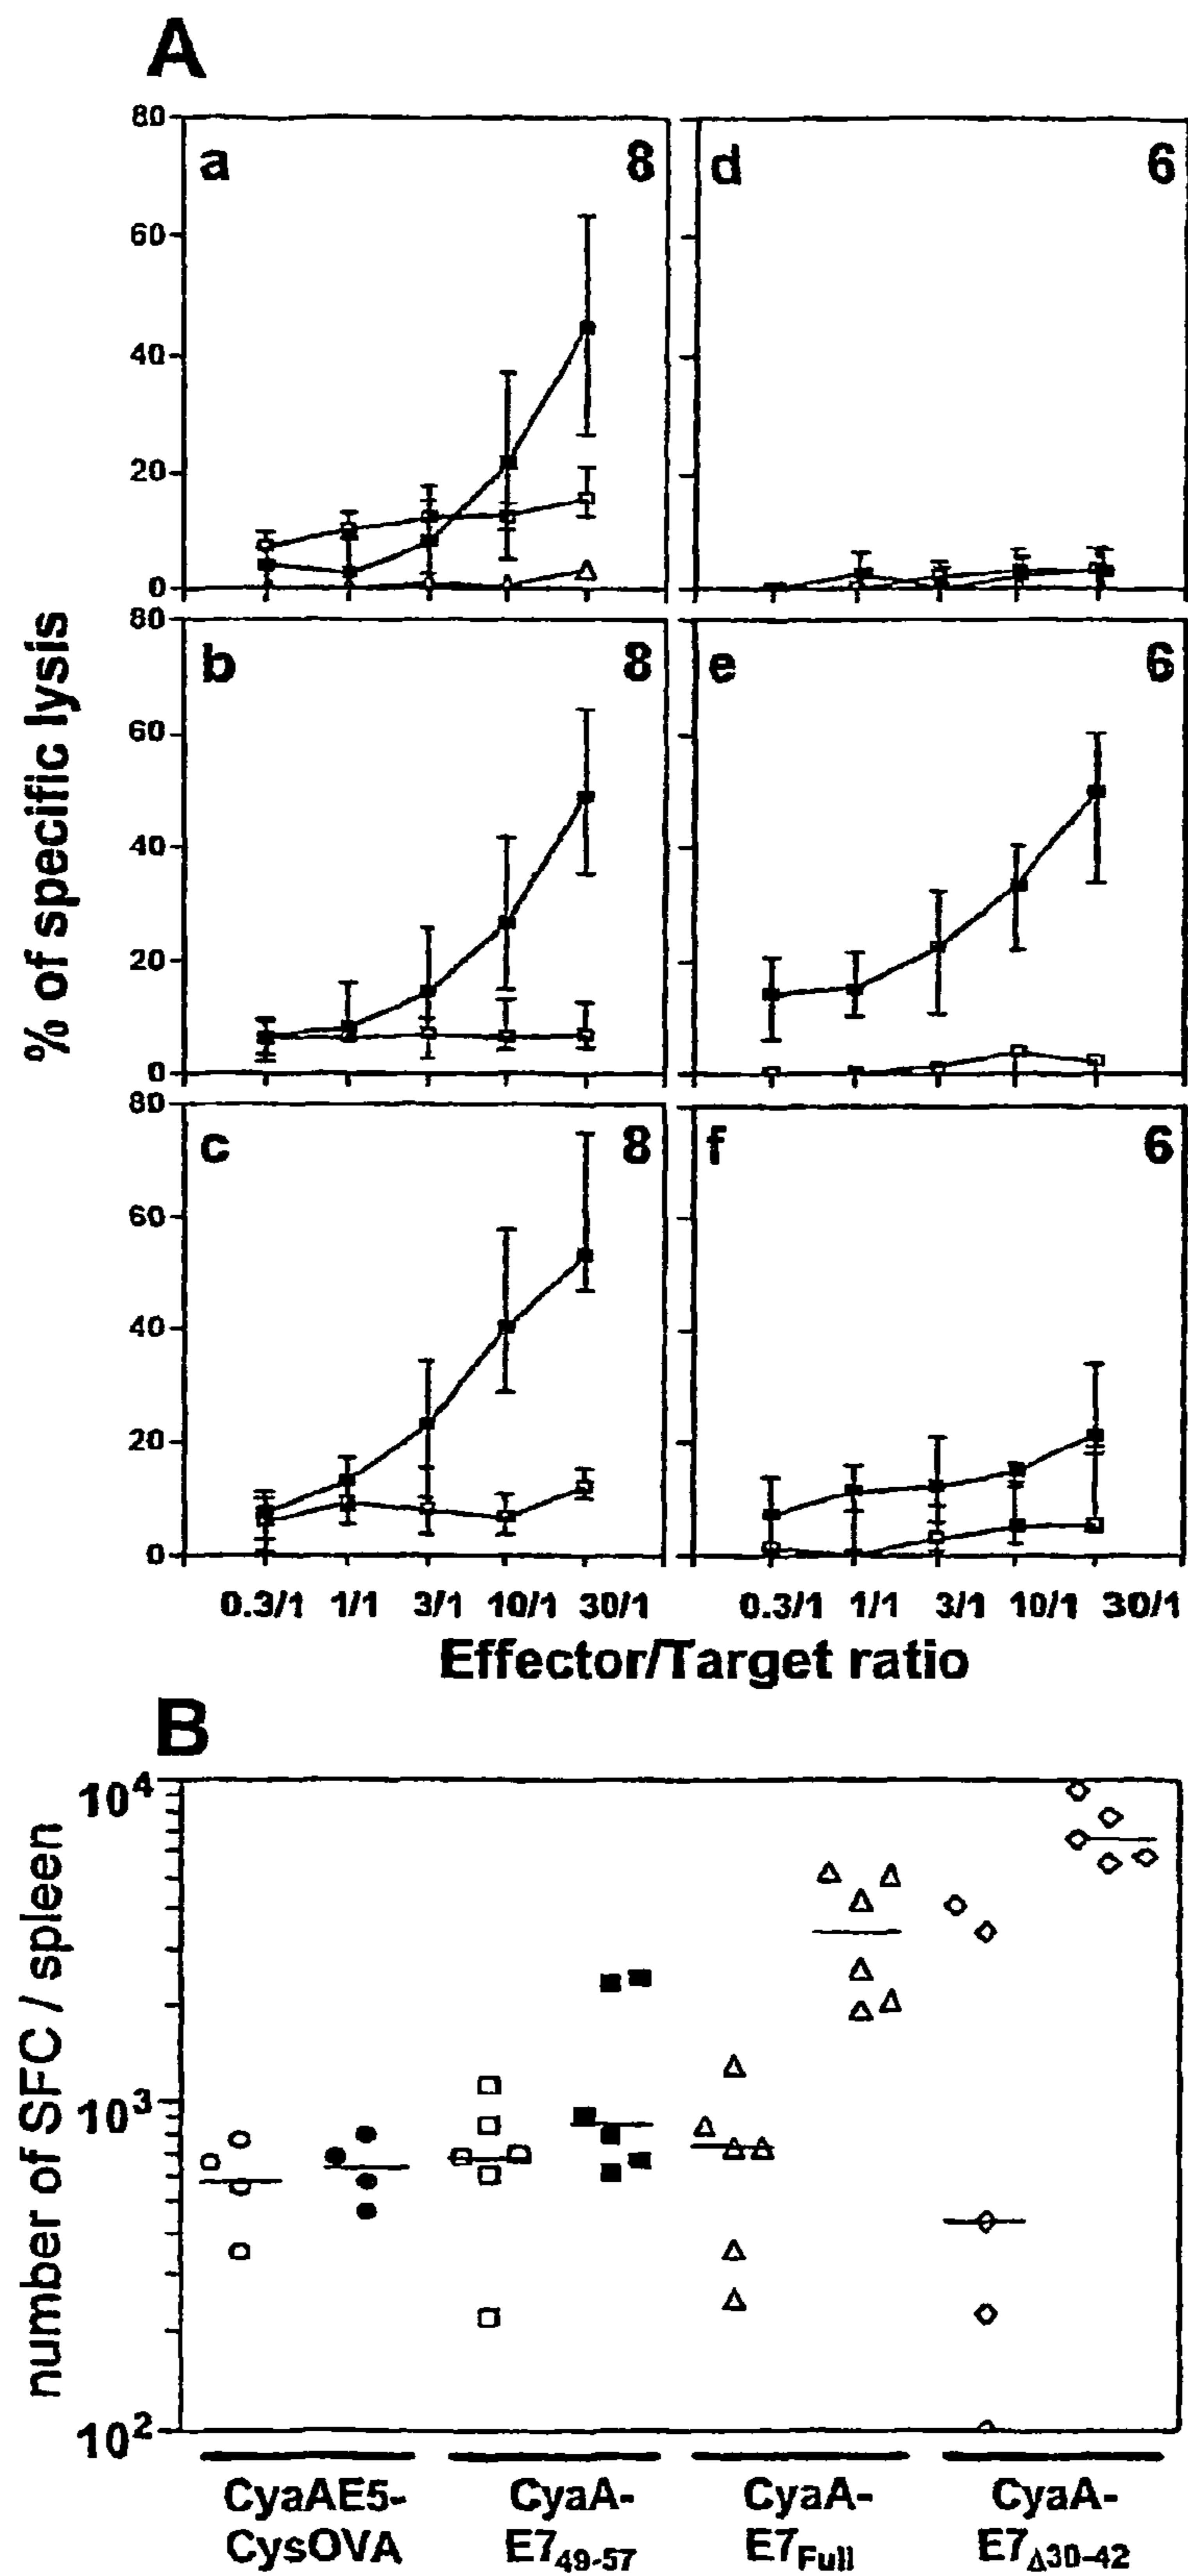 A
80
60
40
20
0
a 8
d 6
80
60
40
20
0
b 8
e 6
80
60
40
20
0
c 8
f 6
% of specific lysis
0.3/1 1/1 3/1 10/1 30/1
0.3/1 1/1 3/1 10/1 30/1
Effector/Target ratio
B
10⁴
10³
10²
number of SFC / spleen
CyaAE5-
CysOVA
CyaA-
E7₄₉₋₅₇
CyaA-
E7Full
CyaA-
E7Δ30-42